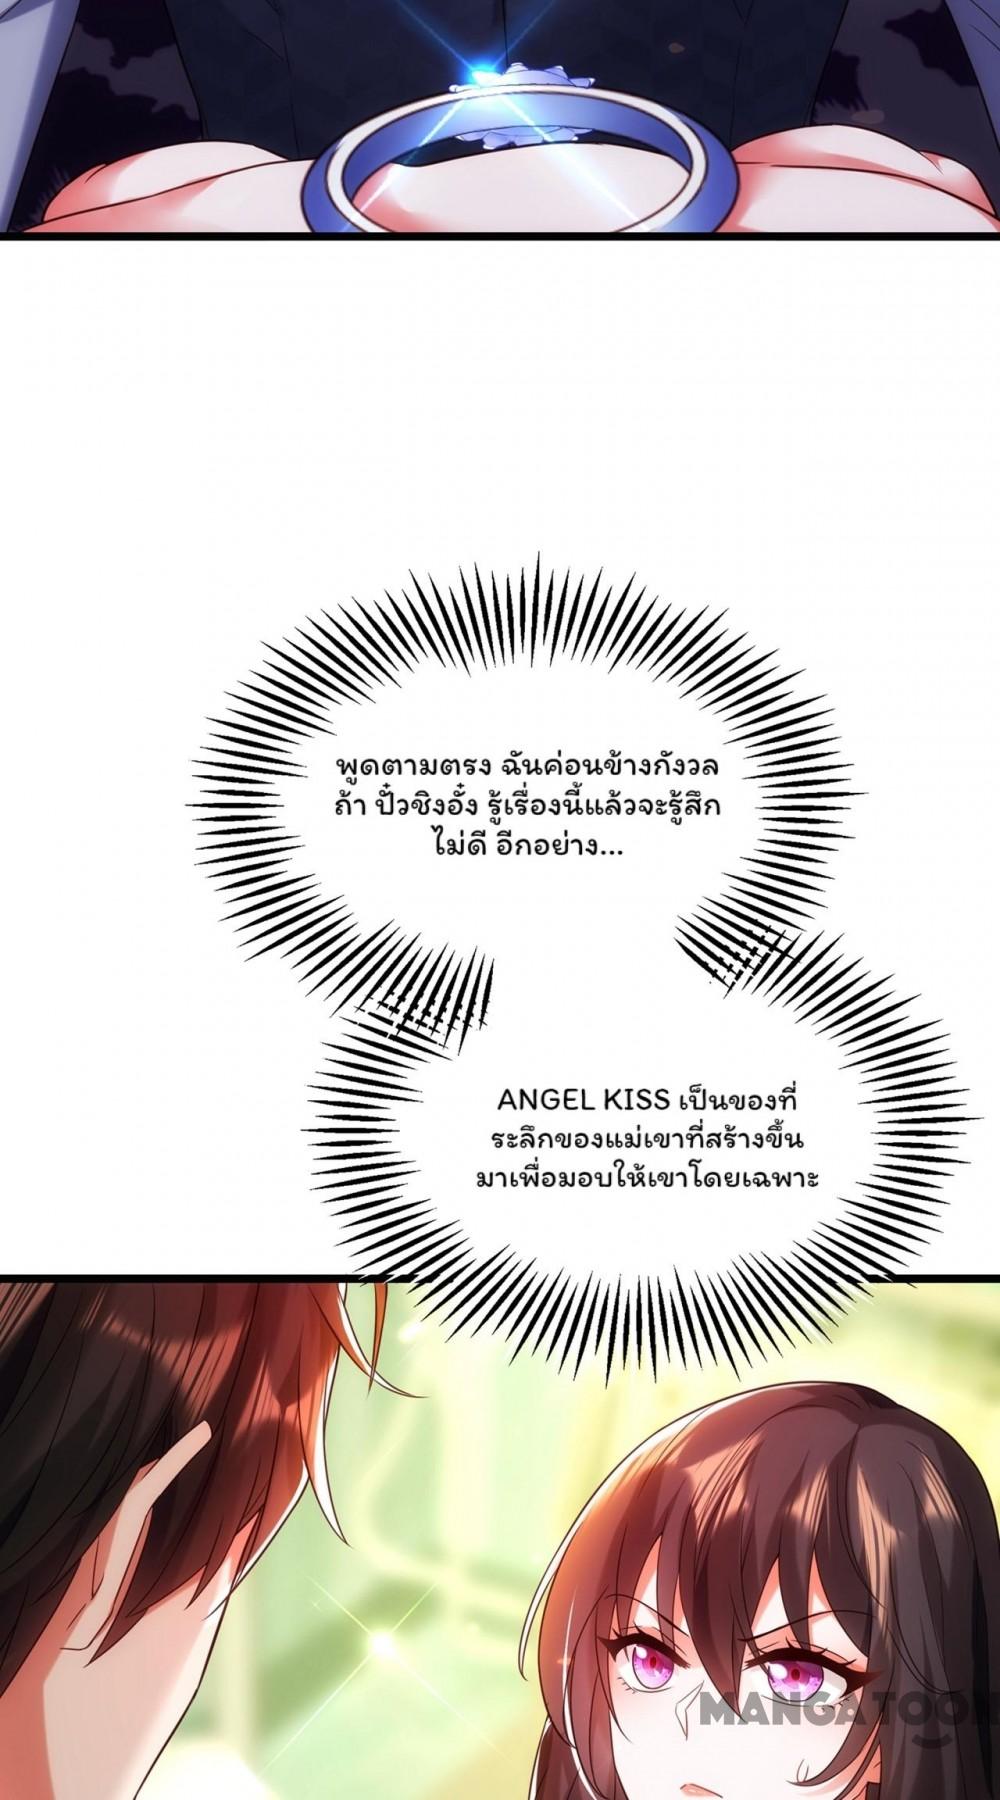 พูดตามตรง ฉันค่อนข้างกังวล
ถ้า ปั๋วชิงอั๋ง รู้เรื่องนี้แล้วจะรู้สึก
ไม่ดี อีกอย่าง...
ANGEL KISS เป็นของที่
ระลึกของแม่เขาที่สร้างขึ้น
มาเพื่อมอบให้เขาโดยเฉพาะ
MANGATOON